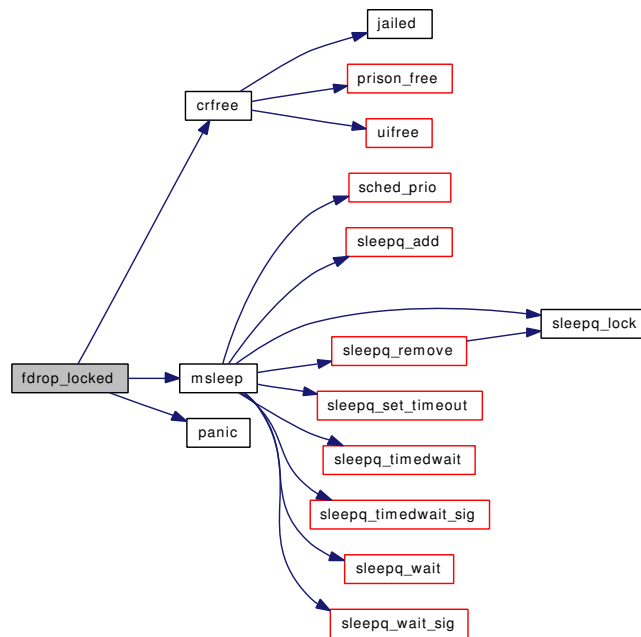 jailed
prison_free
crfree
uifree
sched_prio
sleepq_add
sleepq_lock
sleepq_remove
fdrop_locked
msleep
sleepq_set_timeout
panic
sleepq_timedwait
sleepq_timedwait_sig
sleepq_wait
sleepq_wait_sig